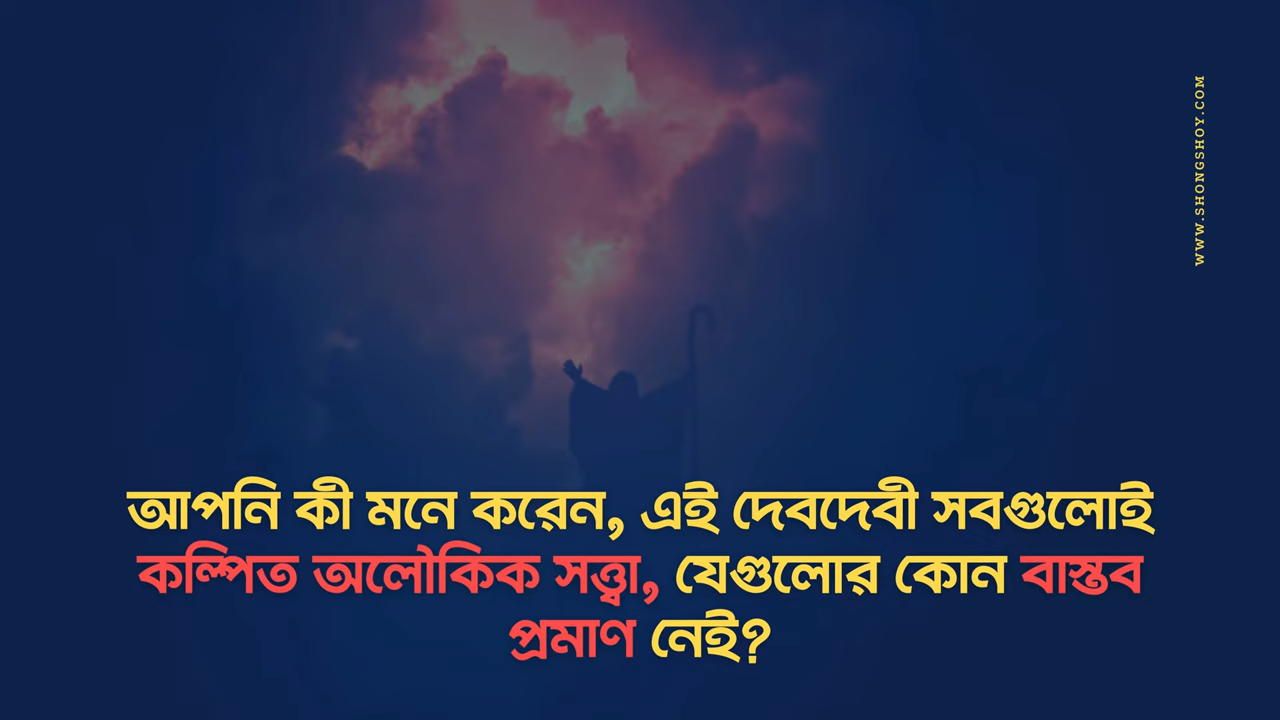 WWW.SHONGSHOY.COM
আপনি কী মনে করেন, এই দেবদেবী সবগুলোই
কল্পিত অলৌকিক সত্ত্বা, যেগুলোর কোন বাস্তব
প্রমাণ নেই?